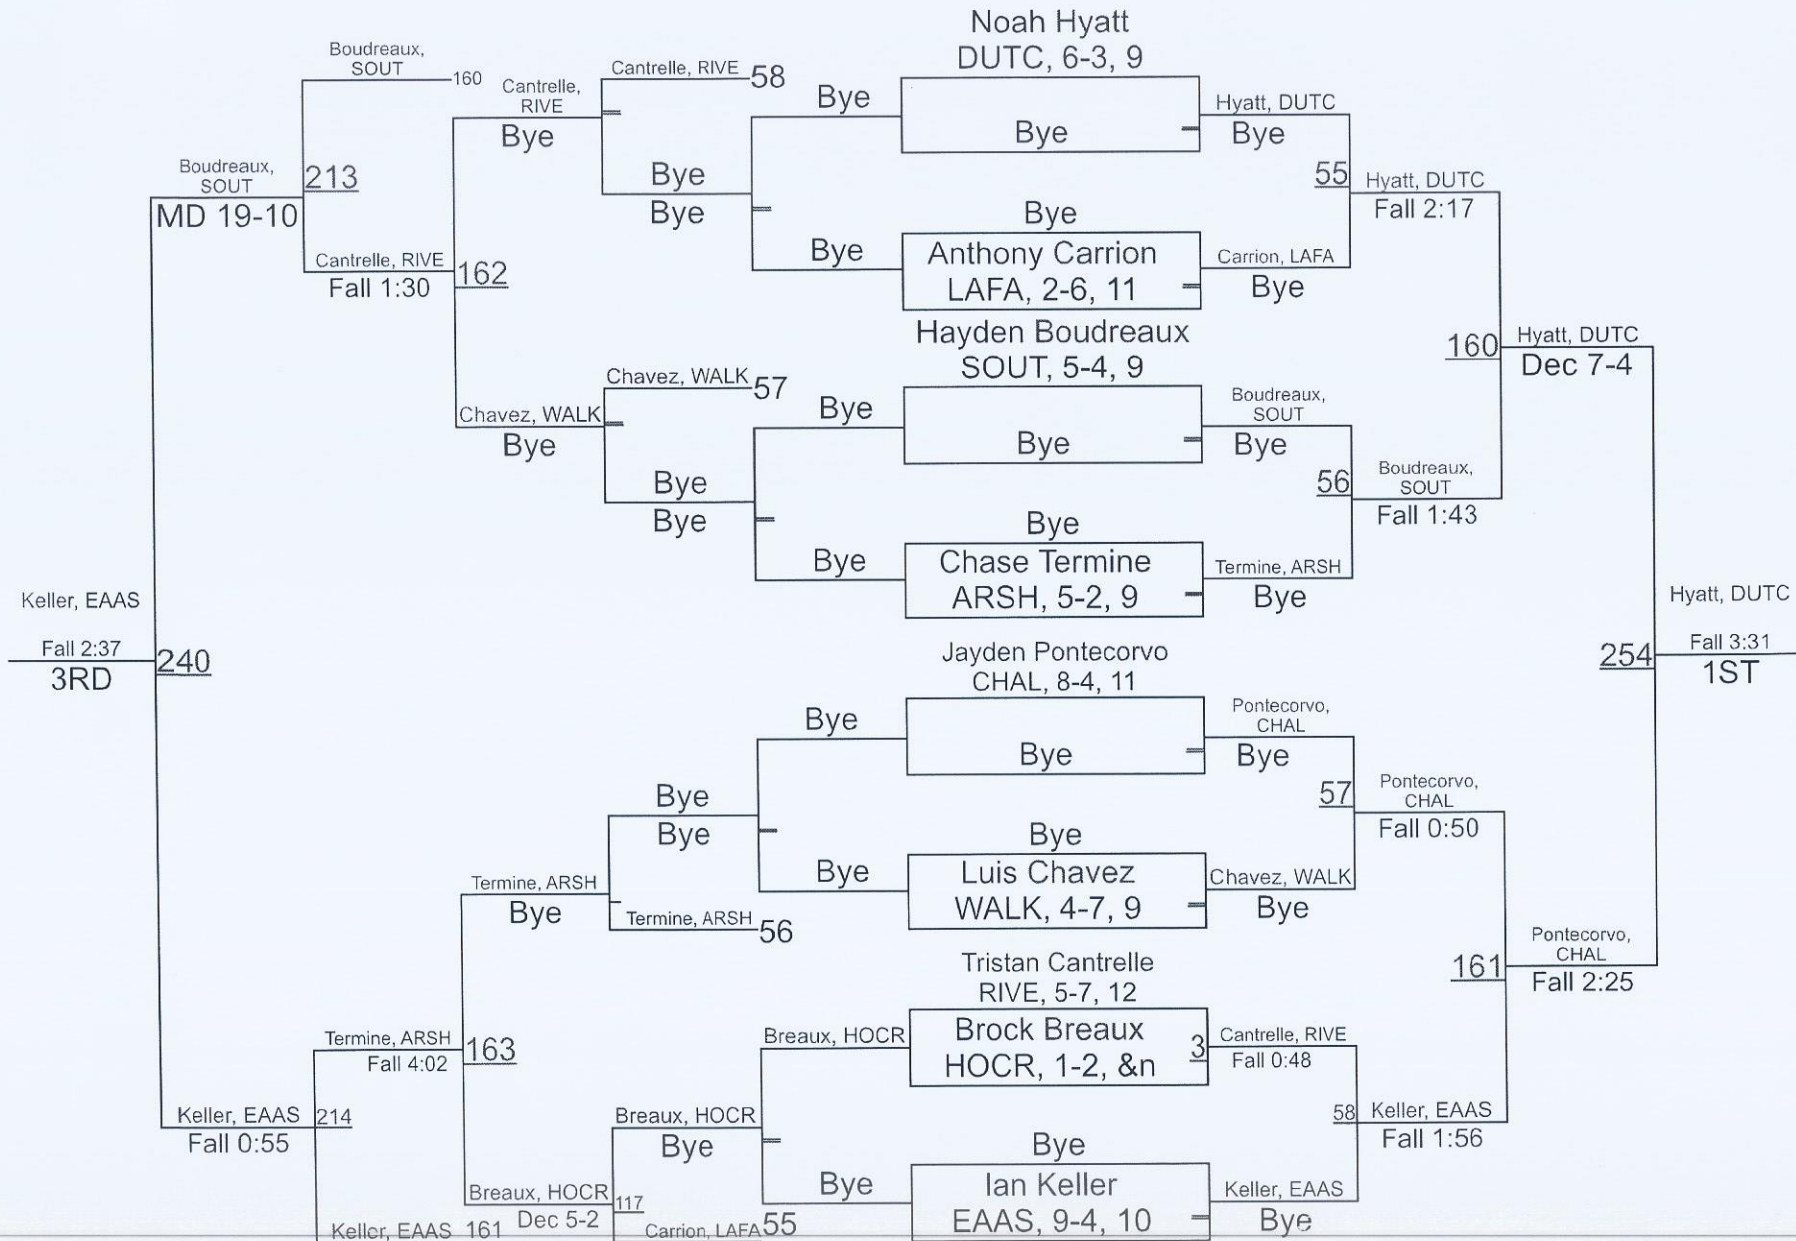 Noah Hyatt
DUTC, 6-3, 9
Boudreaux,
SOUT
160
Cantrelle,
RIVE
Bye
Cantrelle, RIVE 58
Bye
Bye
Hyatt, DUTC
Bye
Boudreaux,
SOUT
MD 19-10
213
Bye
Bye
55
Hyatt, DUTC
Fall 2:17
Cantrelle, RIVE
Fall 1:30
162
Bye
Bye
Anthony Carrion
LAFA, 2-6, 11
Carrion, LAFA
Bye
Hayden Boudreaux
SOUT, 5-4, 9
160
Hyatt, DUTC
Dec 7-4
Chavez, WALK 57
Chavez, WALK
Bye
Bye
Bye
Boudreaux,
SOUT
Bye
Bye
Bye
56
Boudreaux,
SOUT
Fall 1:43
Bye
Bye
Chase Termine
ARSH, 5-2, 9
Termine, ARSH
Bye
Keller, EAAS
Fall 2:37
3RD
240
Hyatt, DUTC
254
Fall 3:31
1ST
Jayden Pontecorvo
CHAL, 8-4, 11
Bye
Bye
Pontecorvo,
CHAL
Bye
Bye
Bye
57
Pontecorvo,
CHAL
Fall 0:50
Termine, ARSH
Bye
Termine, ARSH 56
Bye
Bye
Luis Chavez
WALK, 4-7, 9
Chavez, WALK
Bye
Tristan Cantrelle
RIVE, 5-7, 12
161
Pontecorvo,
CHAL
Fall 2:25
Termine, ARSH
Fall 4:02
163
Breaux, HOCR
Brock Breaux
HOCR, 1-2, &n
3
Cantrelle, RIVE
Fall 0:48
Keller, EAAS
Fall 0:55
214
Breaux, HOCR
Bye
58
Keller, EAAS
Fall 1:56
Breaux, HOCR
Dec 5-2
117
Bye
Bye
Ian Keller
EAAS, 9-4, 10
Keller, EAAS
Bye
Keller, EAAS 161
Carrion, LAFA 55